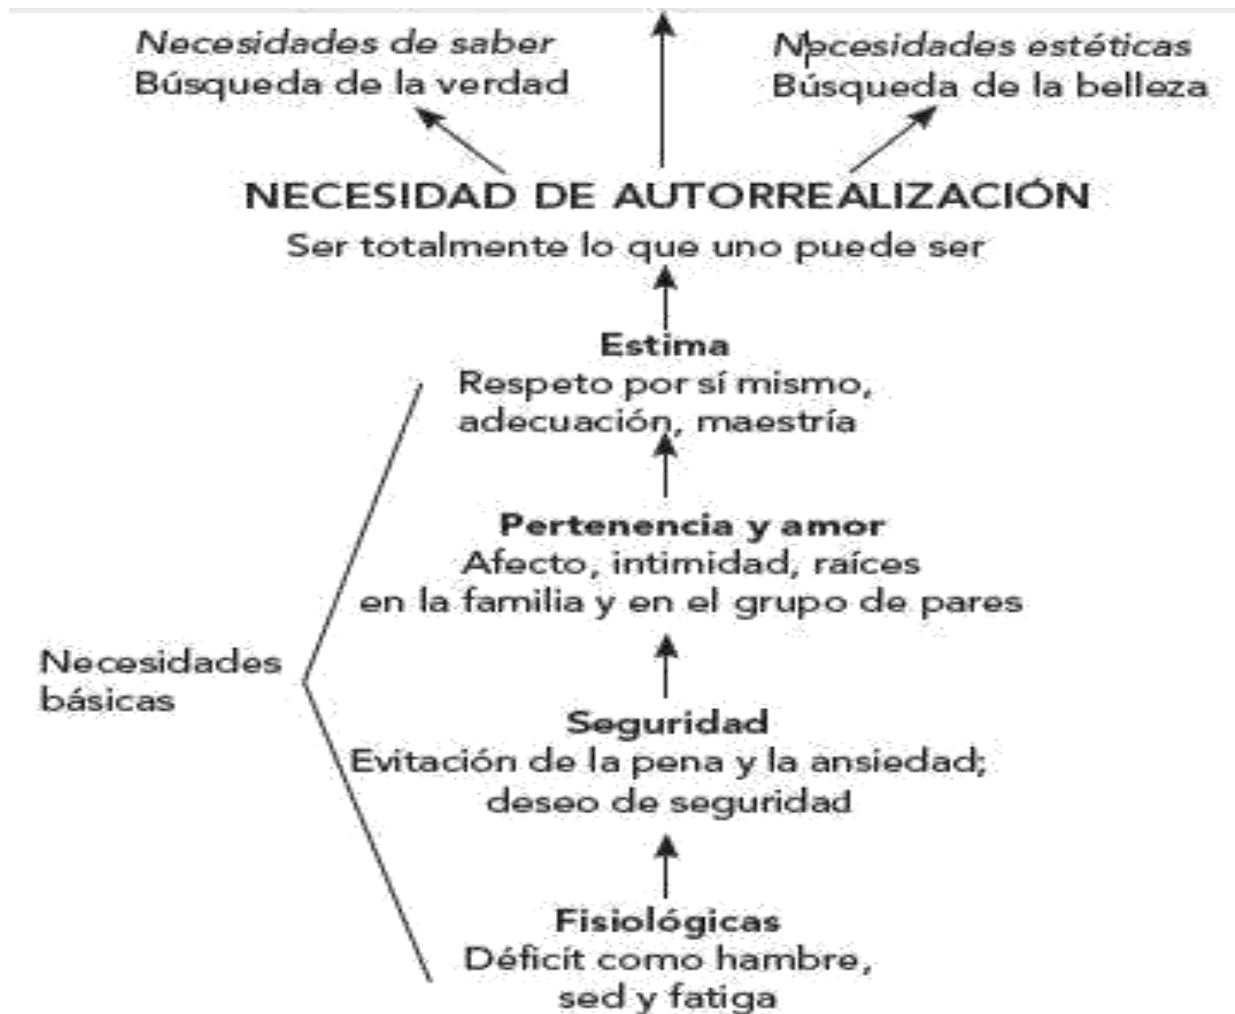 Necesidades de saber
Búsqueda de la verdad
Necesidades estéticas
Búsqueda de la belleza
NECESIDAD DE AUTORREALIZACIÓN
Ser totalmente lo que uno puede ser
Estima
Respeto por sí mismo,
adecuación, maestría
Pertenencia y amor
Afecto, intimidad, raíces
en la familia y en el grupo de pares
Necesidades
básicas
Seguridad
Evitación de la pena y la ansiedad;
deseo de seguridad
Fisiológicas
Déficit como hambre,
sed y fatiga